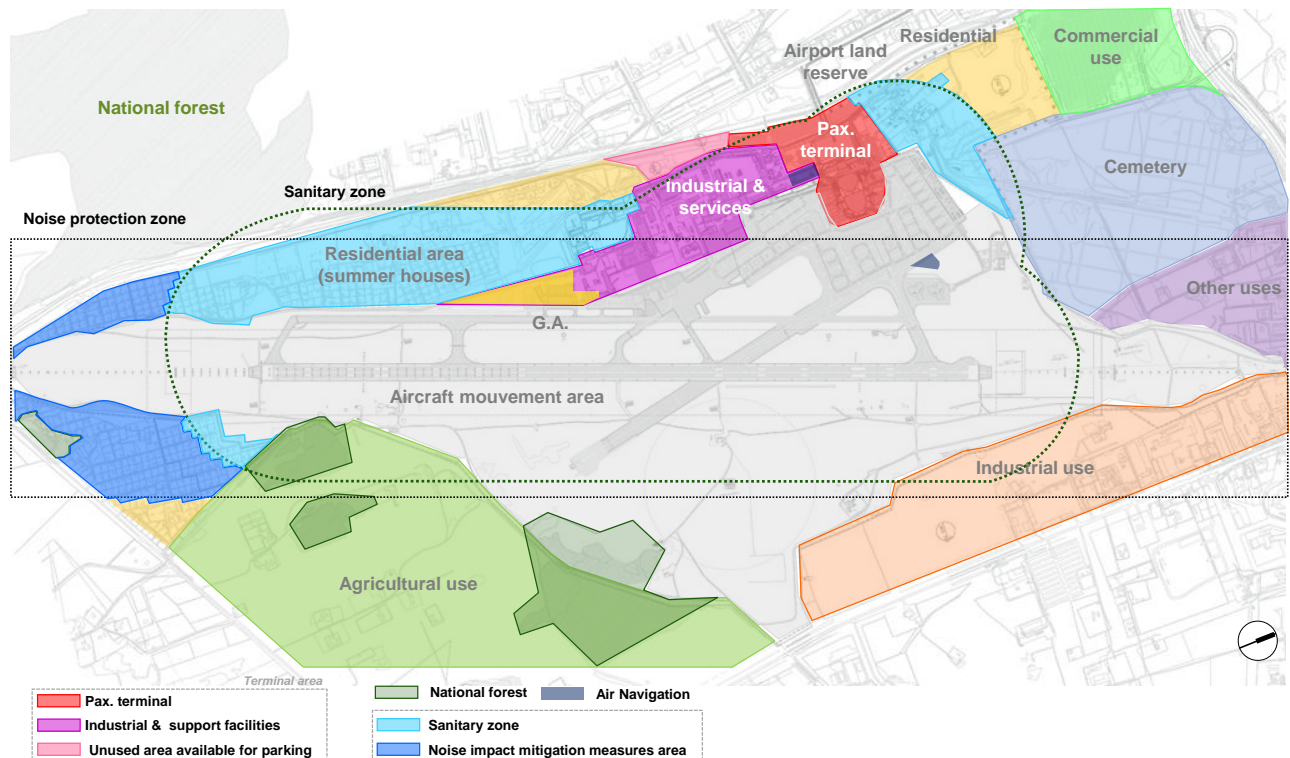 Residential
Commercial
use
Airport land
reserve
National forest
Pax.
terminal
Cemetery
Sanitary zone
Industrial &
services
Noise protection zone
Residential area
(summer houses)
Other uses
G.A.
Aircraft mouvement area
Industrial use
Agricultural use
Terminal area
Pax. terminal
Industrial & support facilities
Unused area available for parking
National forest
Air Navigation
Sanitary zone
Noise impact mitigation measures area